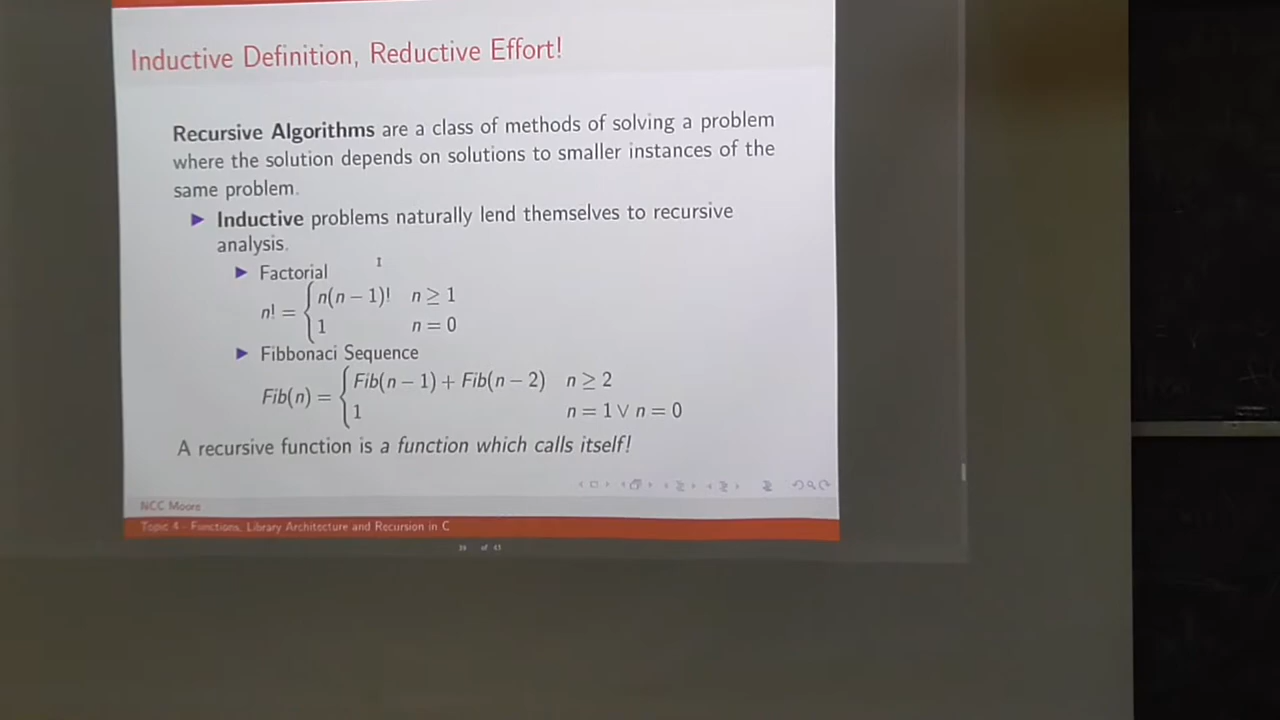 Inductive Definition, Reductive Effort!
Recursive Algorithms are a class of methods of solving a problem
where the solution depends on solutions to smaller instances of the
same problem.
▶ Inductive problems naturally lend themselves to recursive
analysis.
▶ Factorial
n! = { n(n − 1)! n ≥ 1
1 n = 0
▶ Fibbonaci Sequence
Fib(n) = { Fib(n − 1) + Fib(n − 2) n ≥ 2
1 n = 1 ∨ n = 0
A recursive function is a function which calls itself!
NCC Moore
Topic 4 - Functions, Library Architecture and Recursion in C